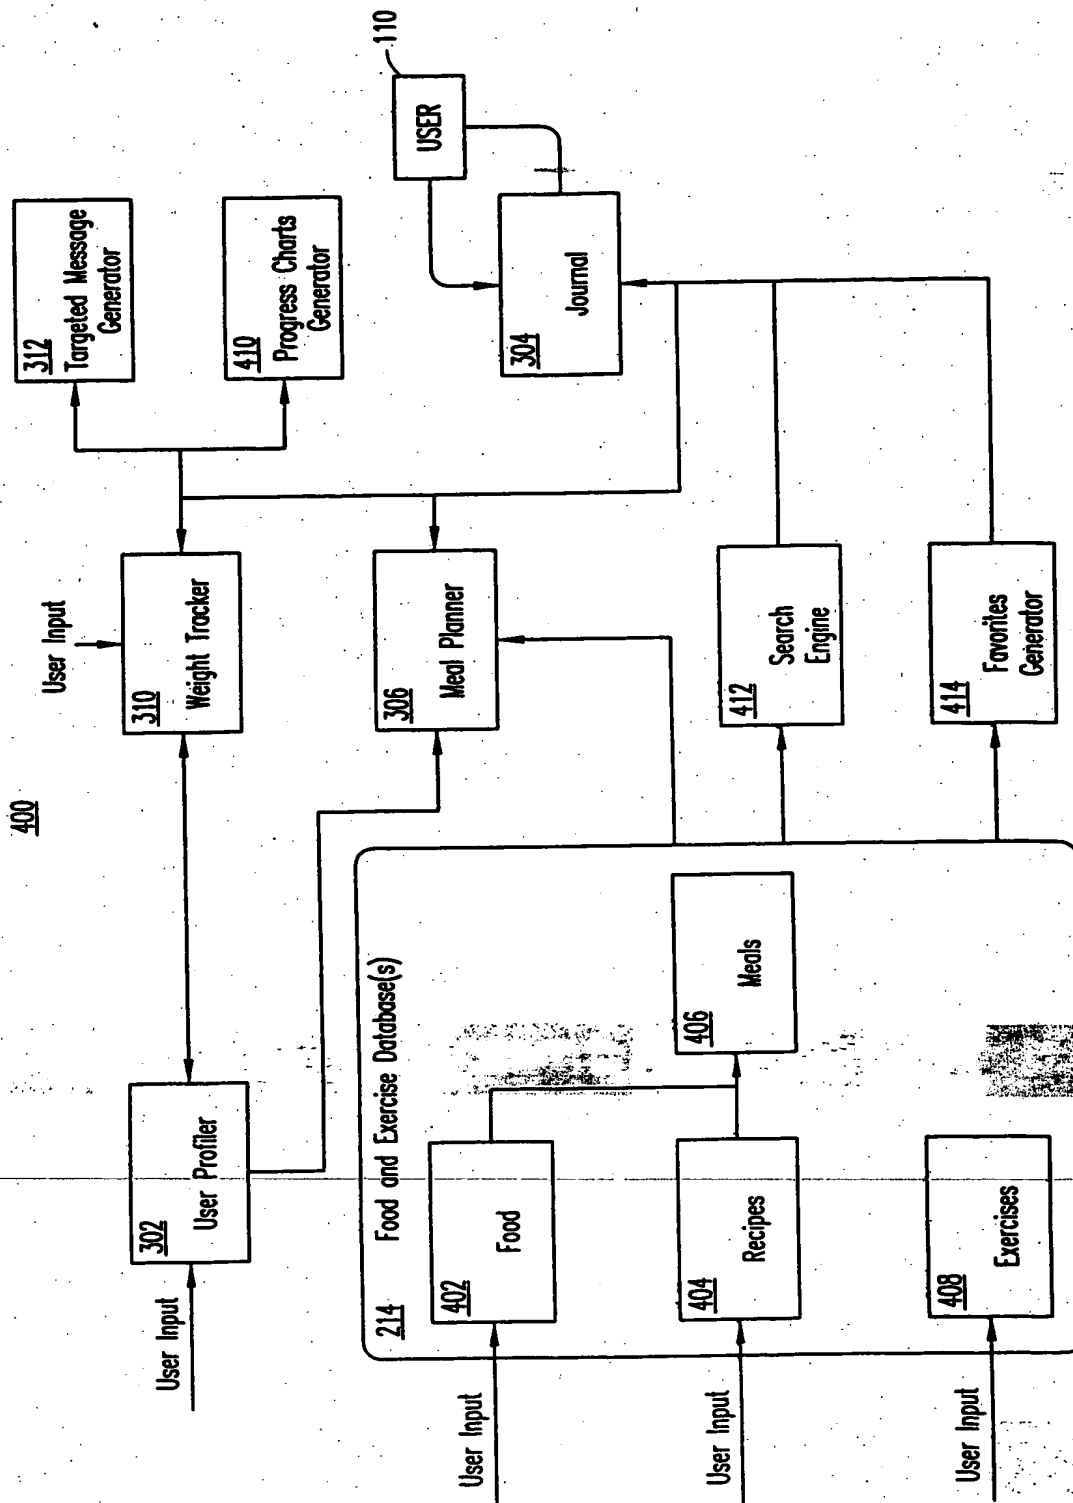 400
User Input
302
User Profiler
User Input
310
Weight Tracker
312
Targeted Message
Generator
410
Progress Charts
Generator
306
Meal Planner
USER
110
304
Journal
214
Food and Exercise Database(s)
User Input
402
Food
User Input
404
Recipes
406
Meals
User Input
408
Exercises
412
Search
Engine
414
Favorites
Generator